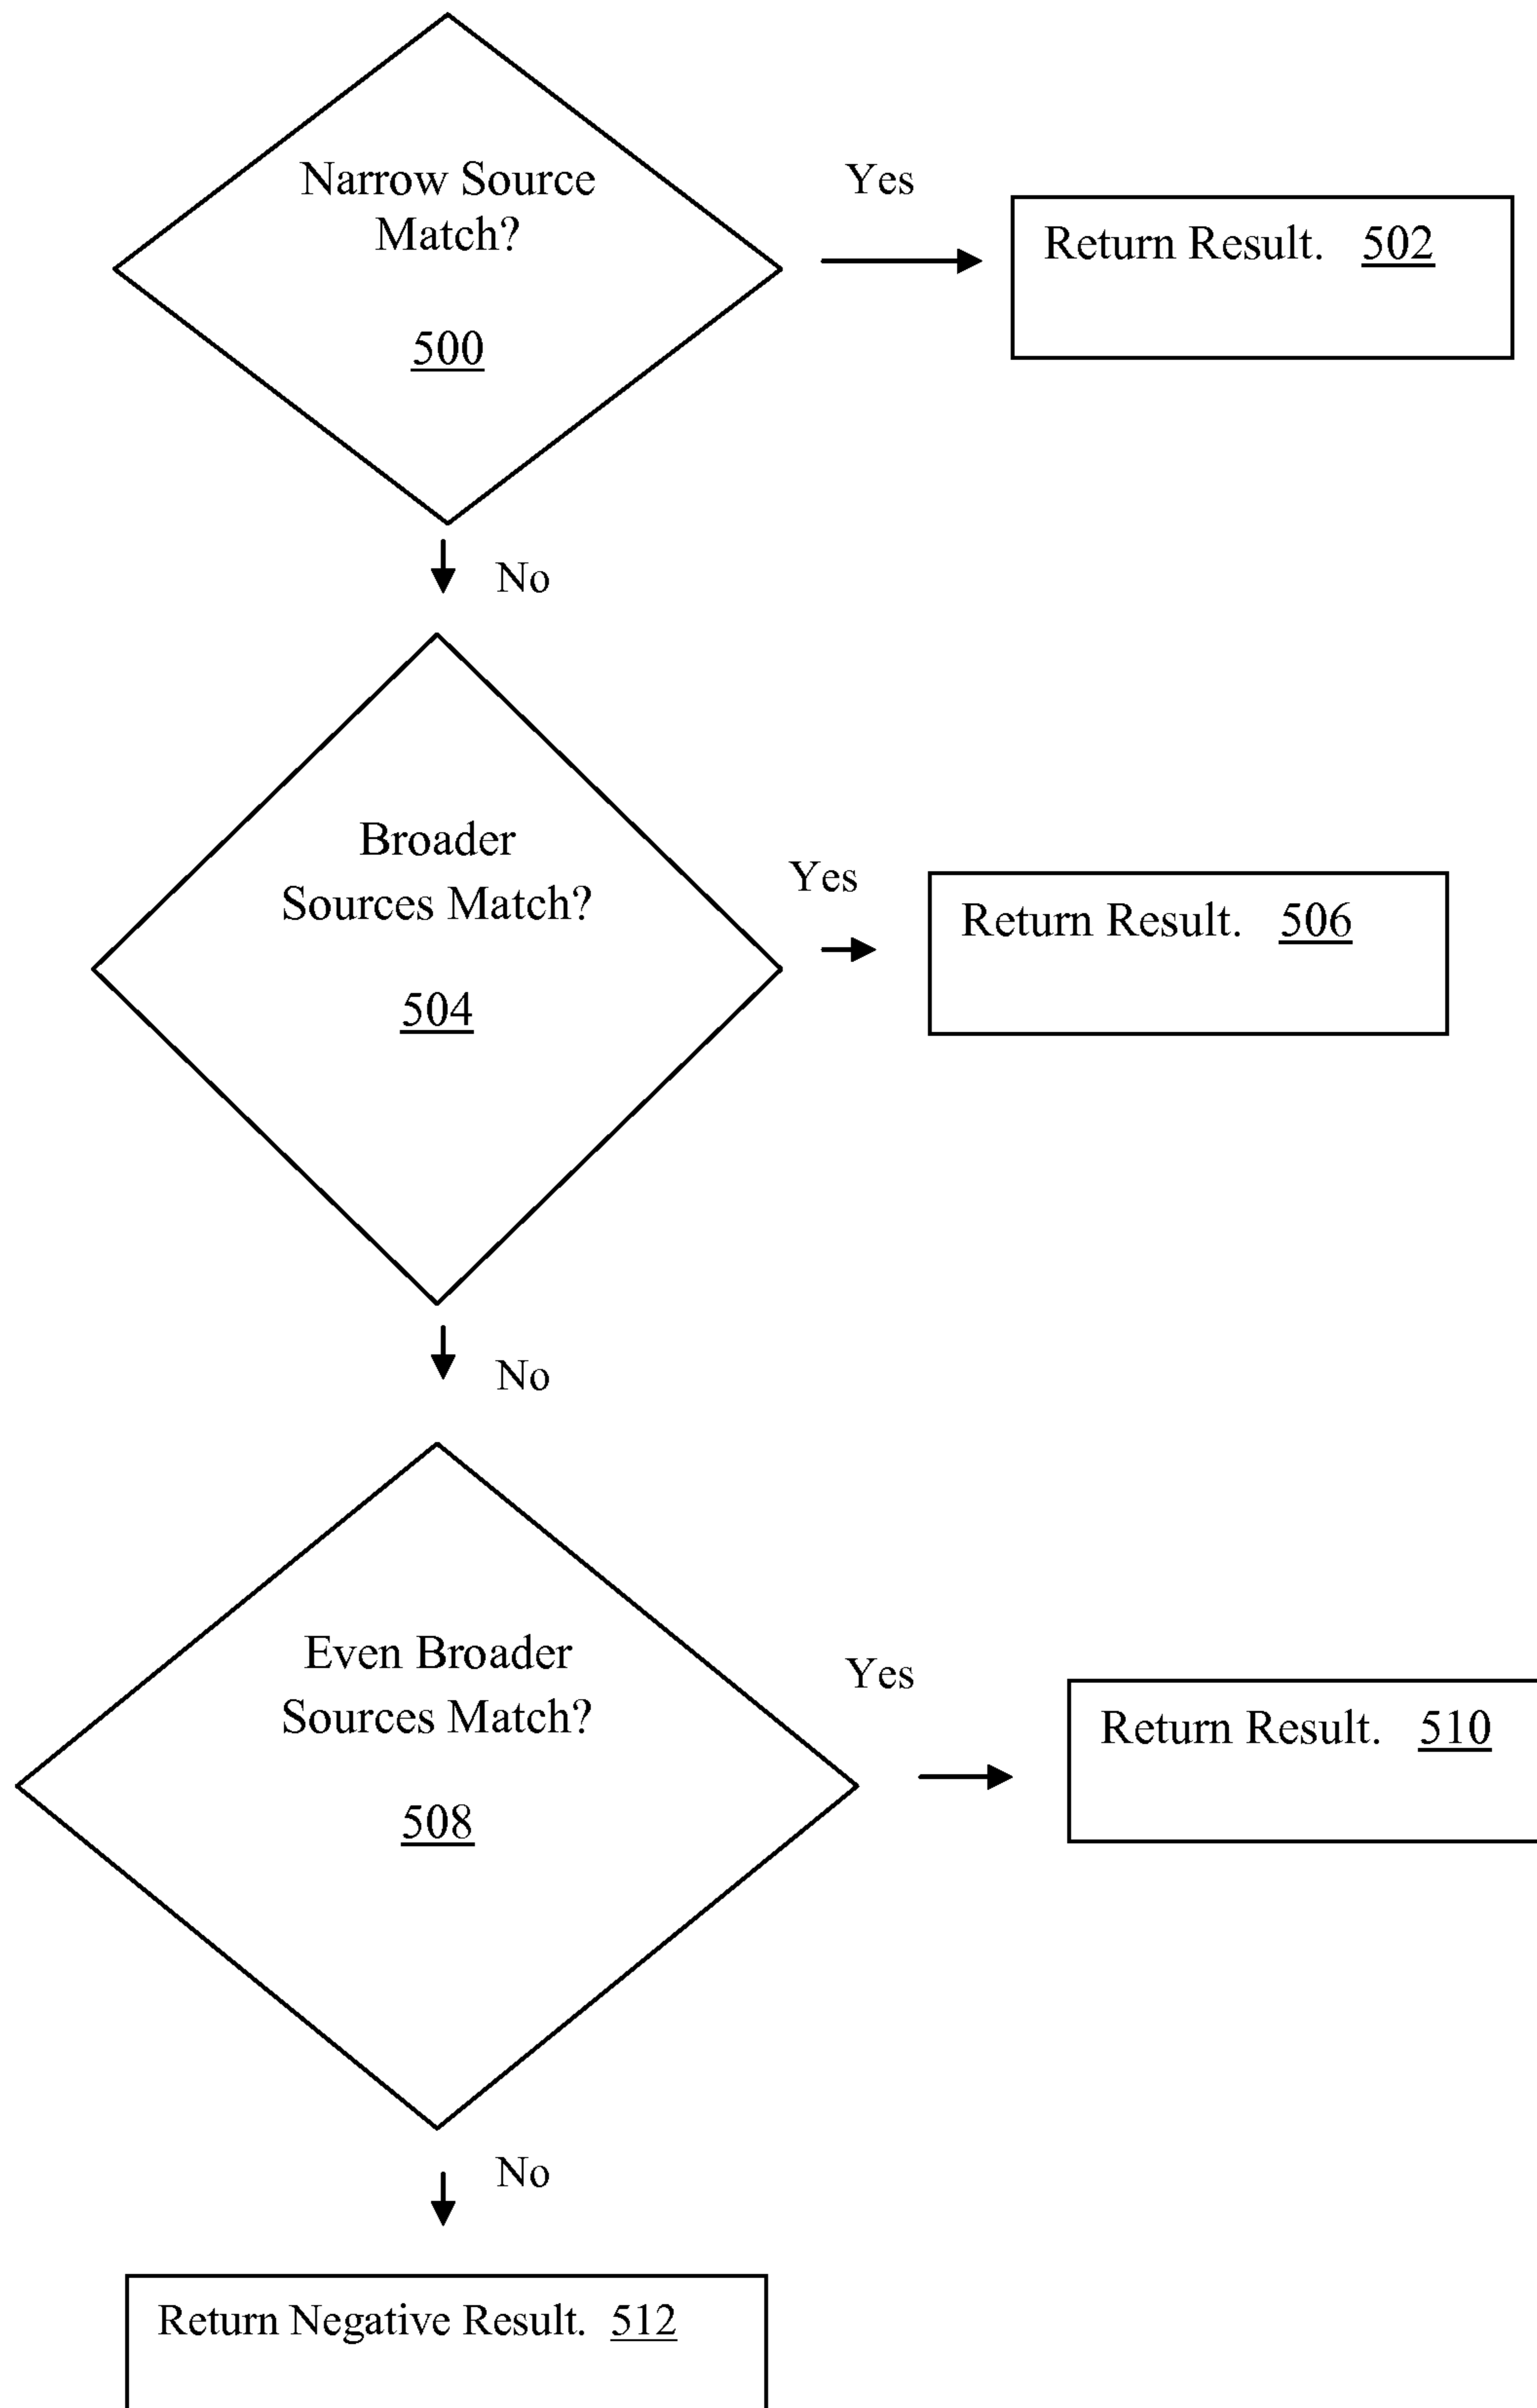 Narrow Source
Match?
500
Yes
Return Result. 502
No
Broader
Sources Match?
504
Yes
Return Result. 506
No
Even Broader
Sources Match?
508
Yes
Return Result. 510
No
Return Negative Result. 512